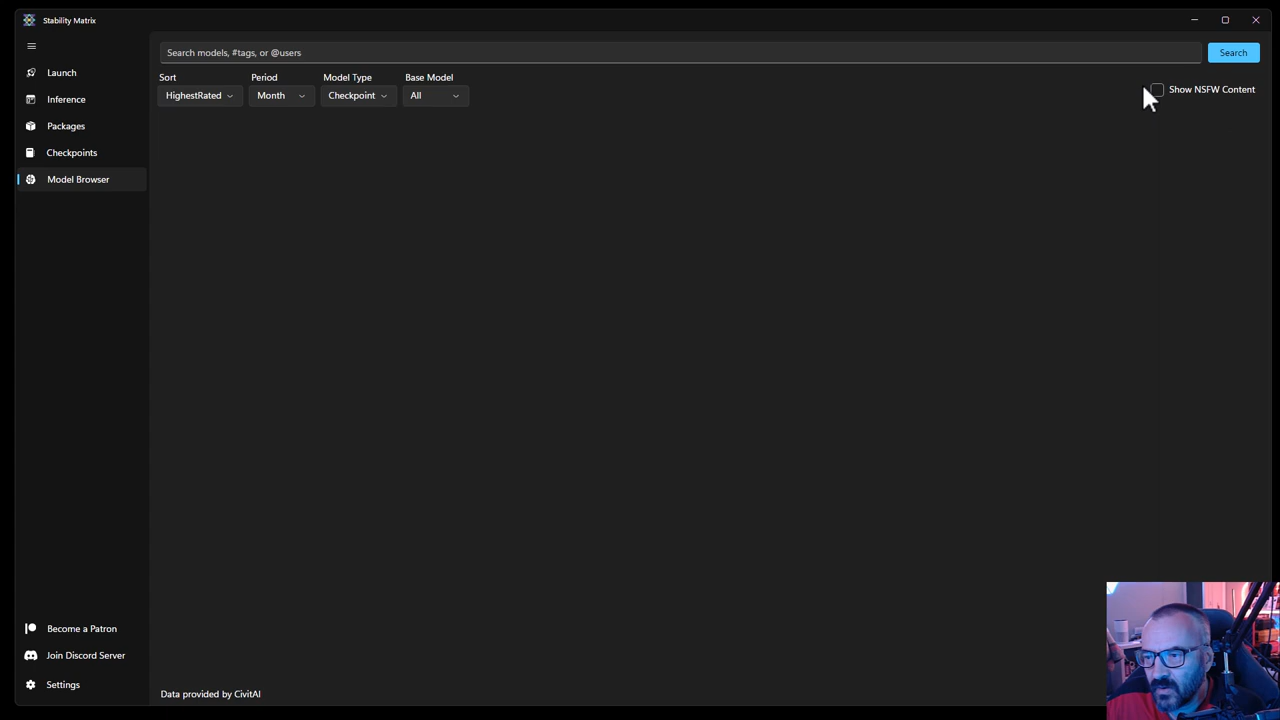 Stability Matrix
Search models, #tags, or @users
Search
Launch
Inference
Packages
Checkpoints
Model Browser
Sort
Period
Model Type
Base Model
HighestRated
Month
Checkpoint
All
Show NSFW Content
Become a Patron
Join Discord Server
Settings
Data provided by CivitAI